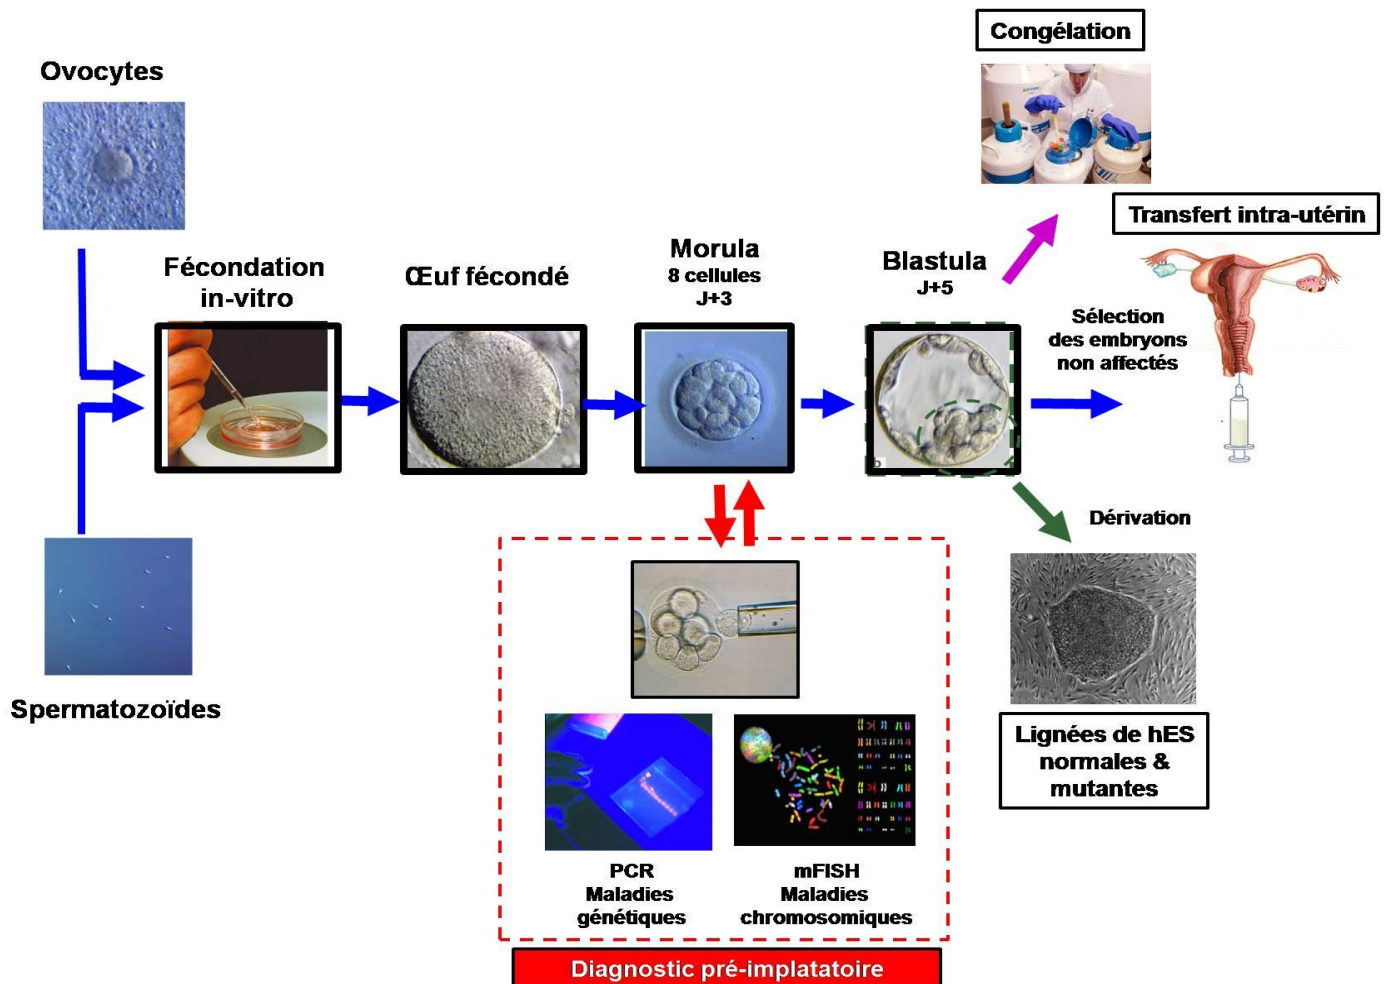 Congélation
Ovocytes
Transfert intra-utérin
Fécondation
in-vitro
Œuf fécondé
Morula
8 cellules
J+3
Blastula
J+5
Sélection
des embryons
non affectés
Dérivation
Spermatozoïdes
Lignées de hES
normales &
mutantes
PCR
Maladies
génétiques
mFISH
Maladies
chromosomiques
Diagnostic pré-implatatoire